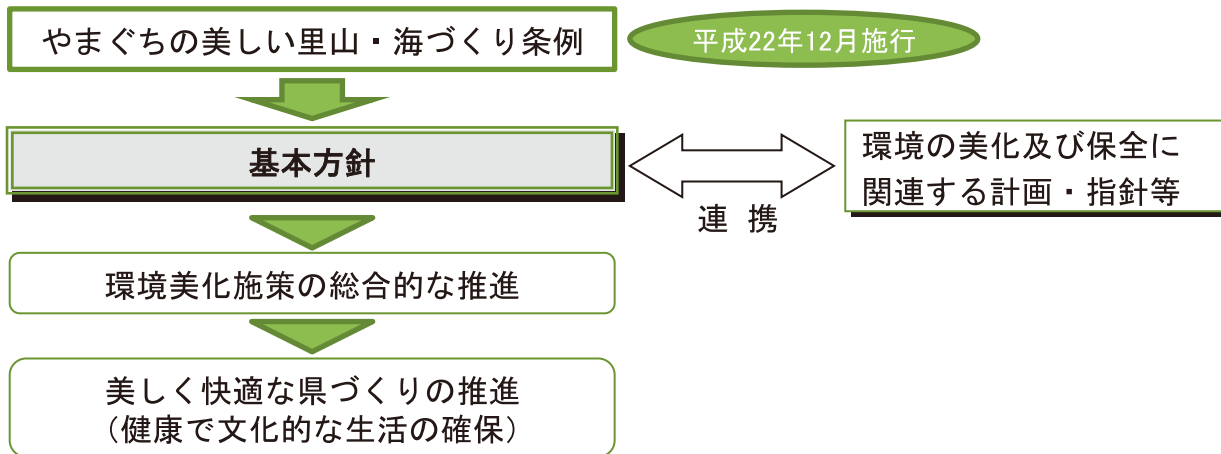 やまぐちの美しい里山・海づくり条例
平成22年12月施行
基本方針
連 携
環境の美化及び保全に
関連する計画・指針等
環境美化施策の総合的な推進
美しく快適な県づくりの推進
（健康で文化的な生活の確保）